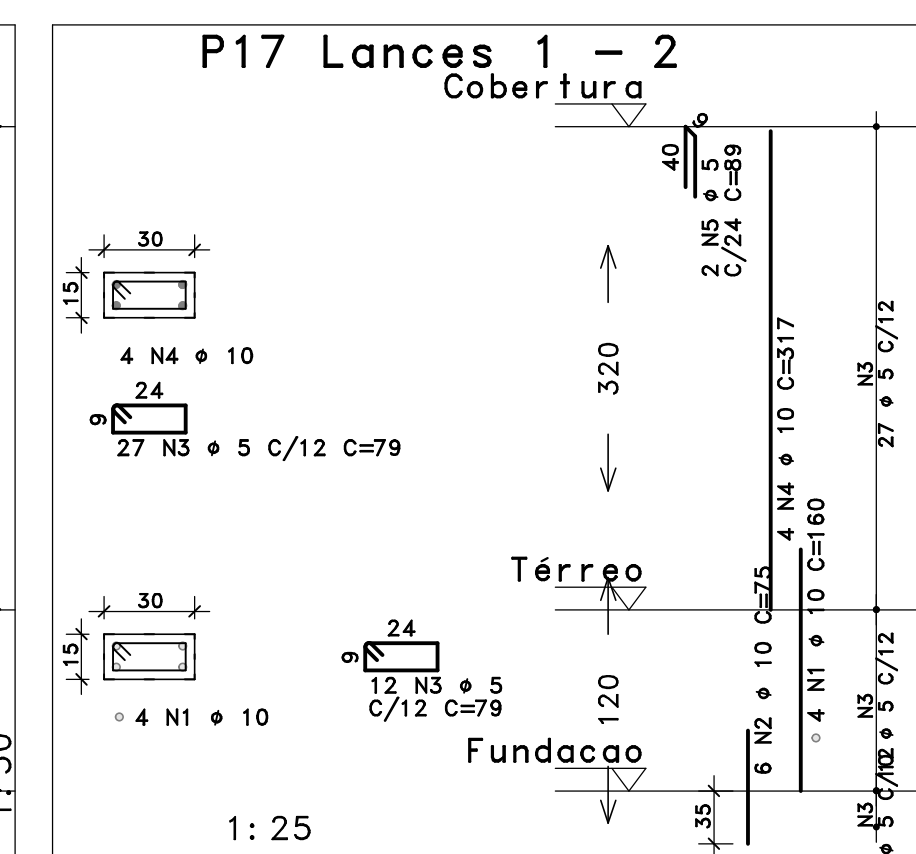 P17 Lances 1 - 2
Cobertura
6
40
2 N5 ø 5
C/24 C=89
30
15
4 N4 ø 10
24
9
27 N3 ø 5 C/12 C=79
320
4 N4 ø 10 C=317
N3
27 ø 5 C/12
Térreo
30
15
4 N1 ø 10
24
9
12 N3 ø 5
C/12 C=79
120
6 N2 ø 10 C=75
4 N1 ø 10 C=160
N3
ø 5 C/12
Fundacao
35
N3
ø 5
1:25